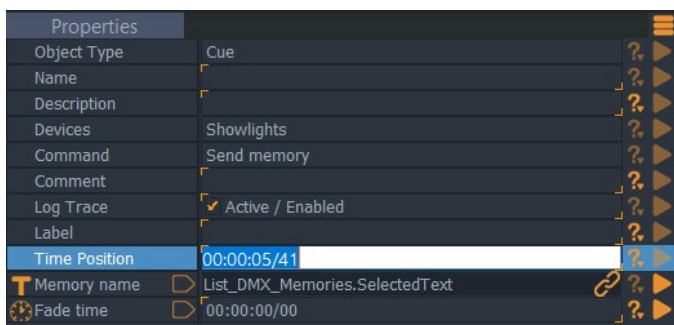 Properties
Object Type Cue
Name
Description
Devices Showlights
Command Send memory
Comment
Log Trace Active / Enabled
Label
Time Position 00:00:05/41
Memory name List_DMX_Memories.SelectedText
Fade time 00:00:00/00